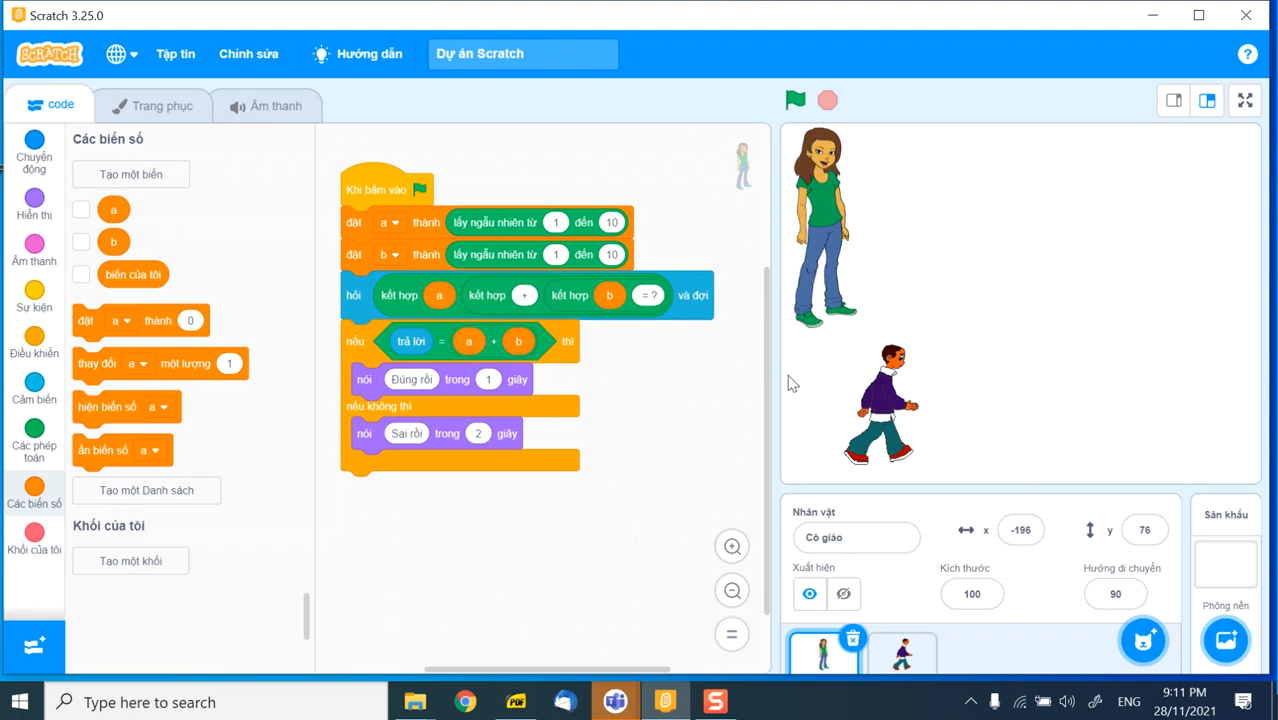 Scratch 3.25.0
SCRATCH
Tập tin
Chỉnh sửa
Hướng dẫn
Dự án Scratch
?
code
Trang phục
Âm thanh
Chuyển động
Hiển thị
Âm thanh
Sự kiện
Điều khiển
Cảm biến
Các phép toán
Các biến số
Khối của tôi
Các biến số
Tạo một biến
a
b
biến của tôi
đặt a thành 0
thay đổi a một lượng 1
hiện biến số a
ẩn biến số a
Tạo một Danh sách
Khối của tôi
Tạo một khối
Khi bấm vào
đặt a thành lấy ngẫu nhiên từ 1 đến 10
đặt b thành lấy ngẫu nhiên từ 1 đến 10
hỏi kết hợp a kết hợp + kết hợp b = ? và đợi
nếu trả lời = a + b thì
nói Đúng rồi trong 1 giây
nếu không thì
nói Sai rồi trong 2 giây
Nhân vật
Cô giáo
x -196
y 76
Xuất hiện
Kích thước
100
Hướng di chuyển
90
Sân khấu
Phông nền
Type here to search
PDF
S
ENG
9:11 PM
28/11/2021